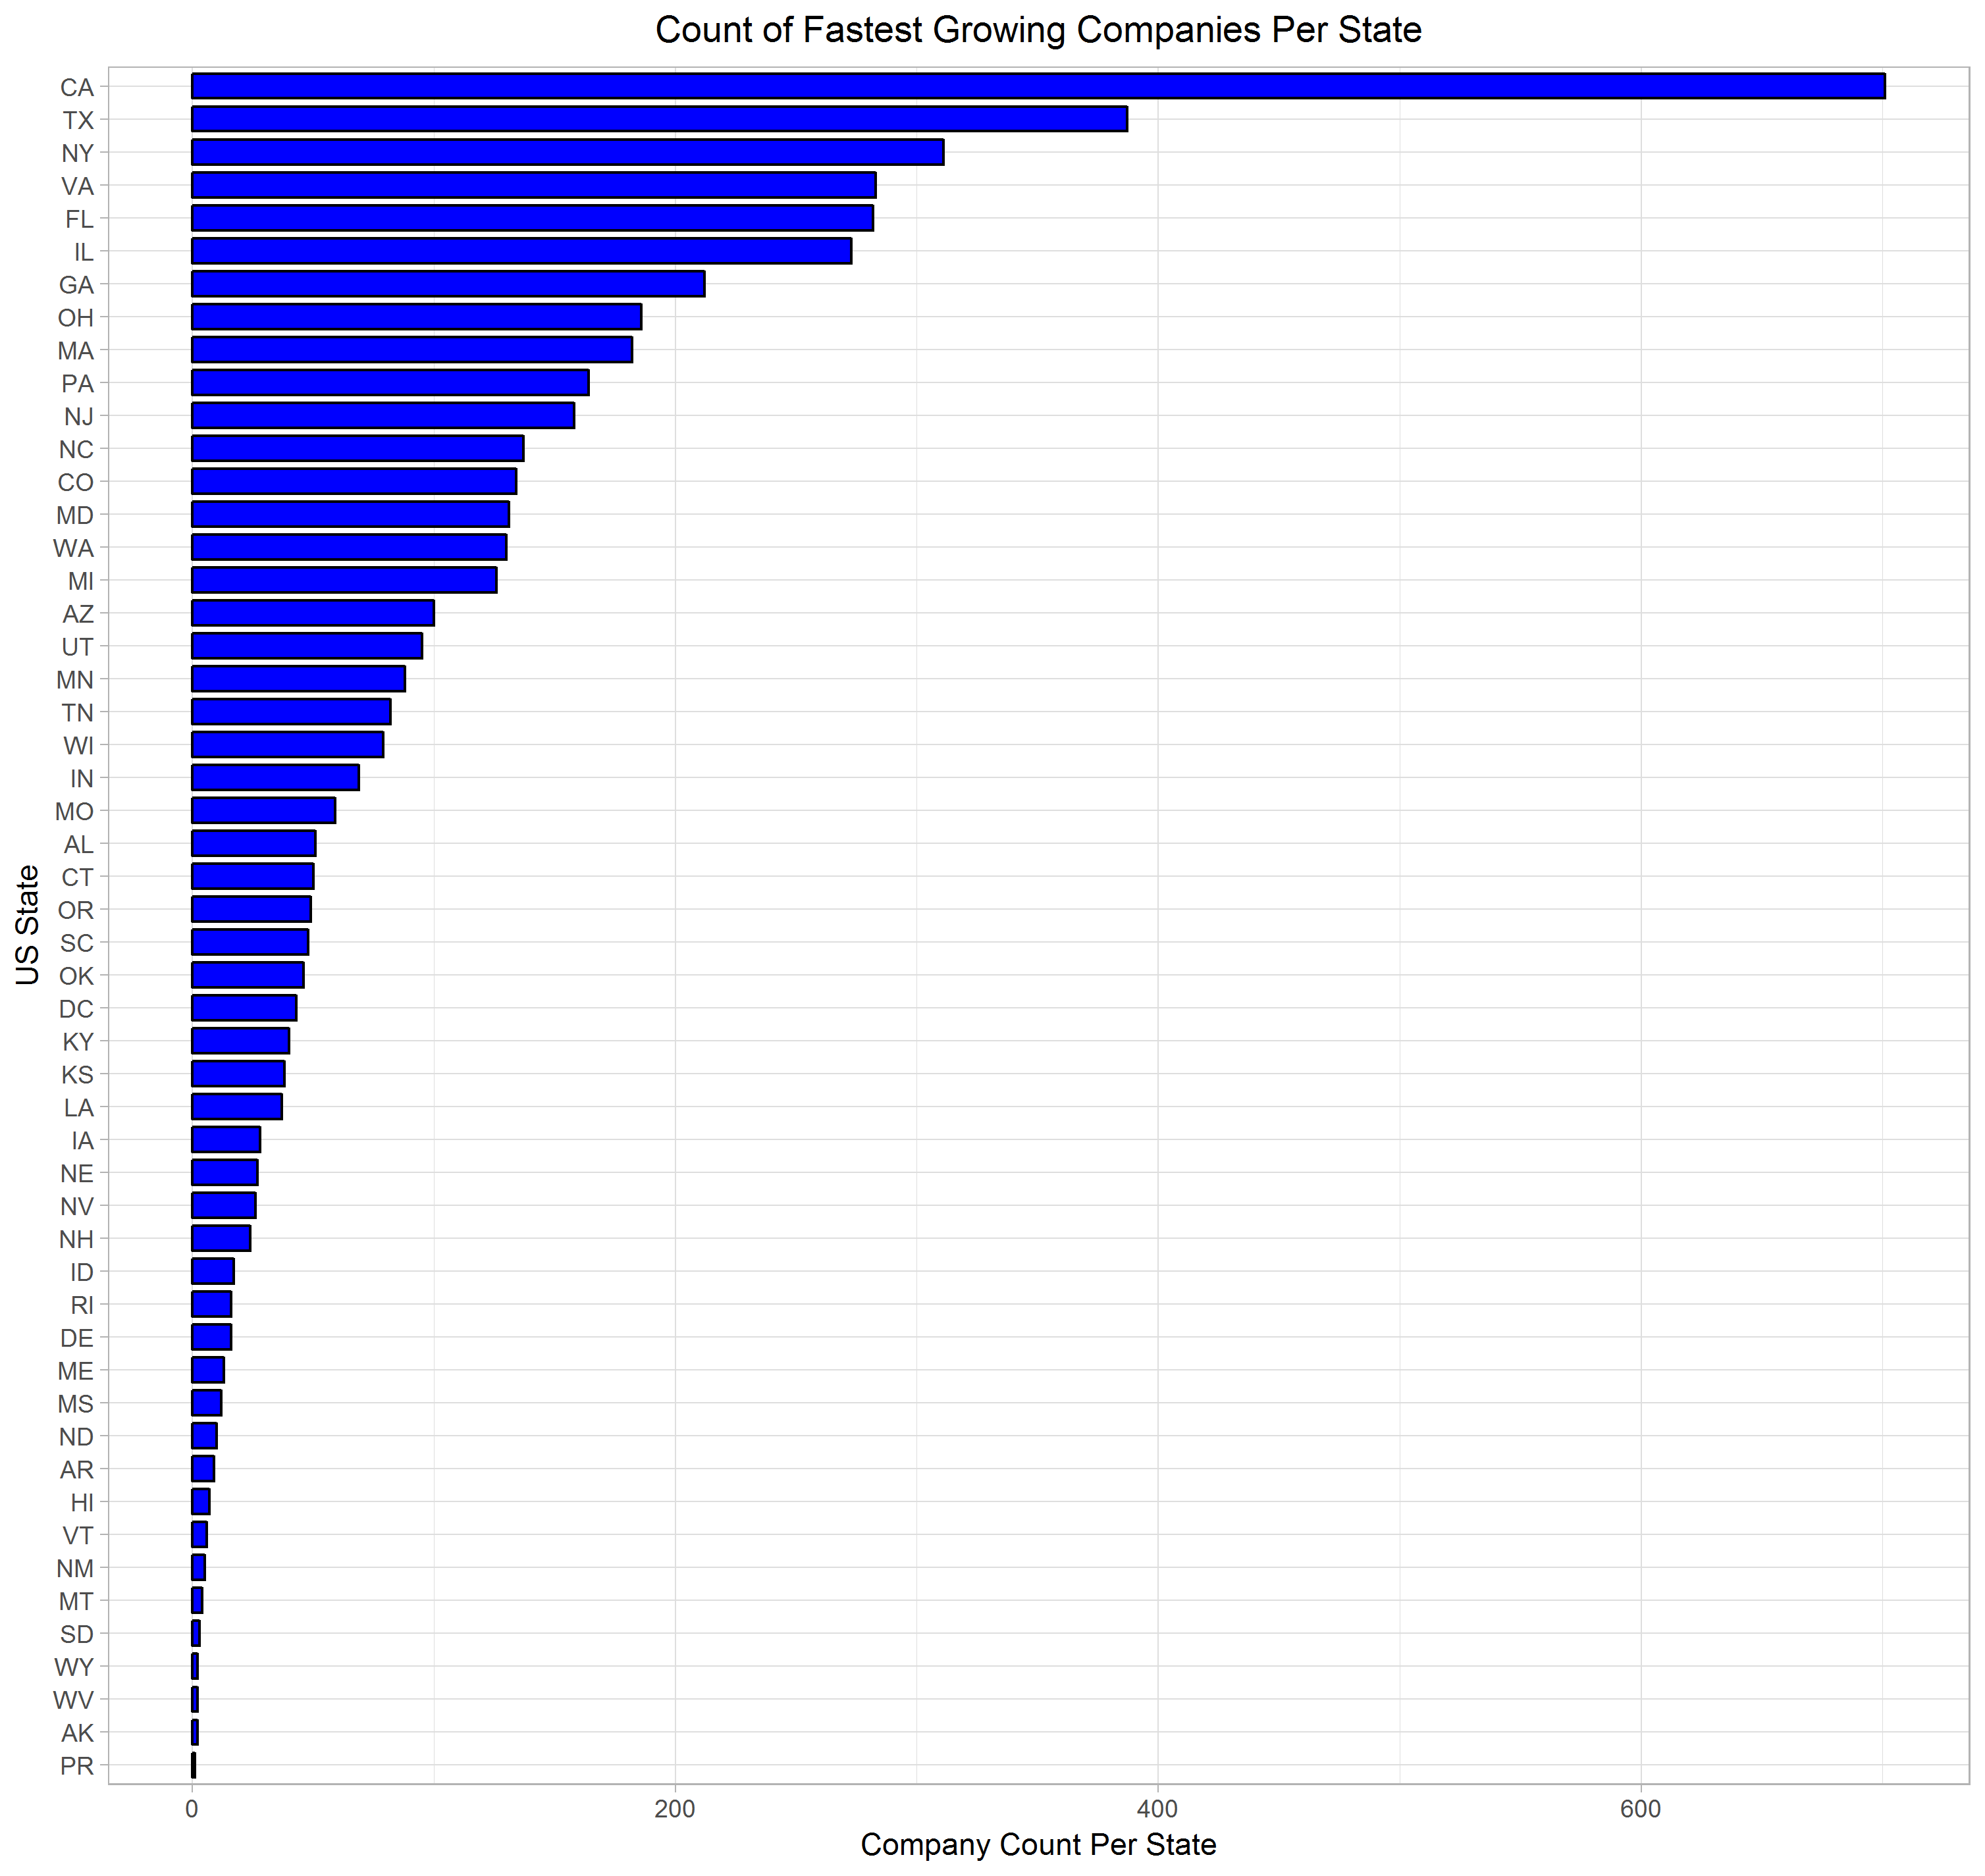 Count of Fastest Growing Companies Per State
CA
TX
NY
VA
FL
IL
GA
OH
MA
PA
NJ
NC
CO
MD
WA
MI
AZ
UT
MN
TN
WI
IN
MO
AL
CT
OR
SC
OK
DC
KY
KS
LA
IA
NE
NV
NH
ID
RI
DE
ME
MS
ND
AR
HI
VT
NM
MT
SD
WY
WV
AK
PR
US State
0 200 400 600
Company Count Per State